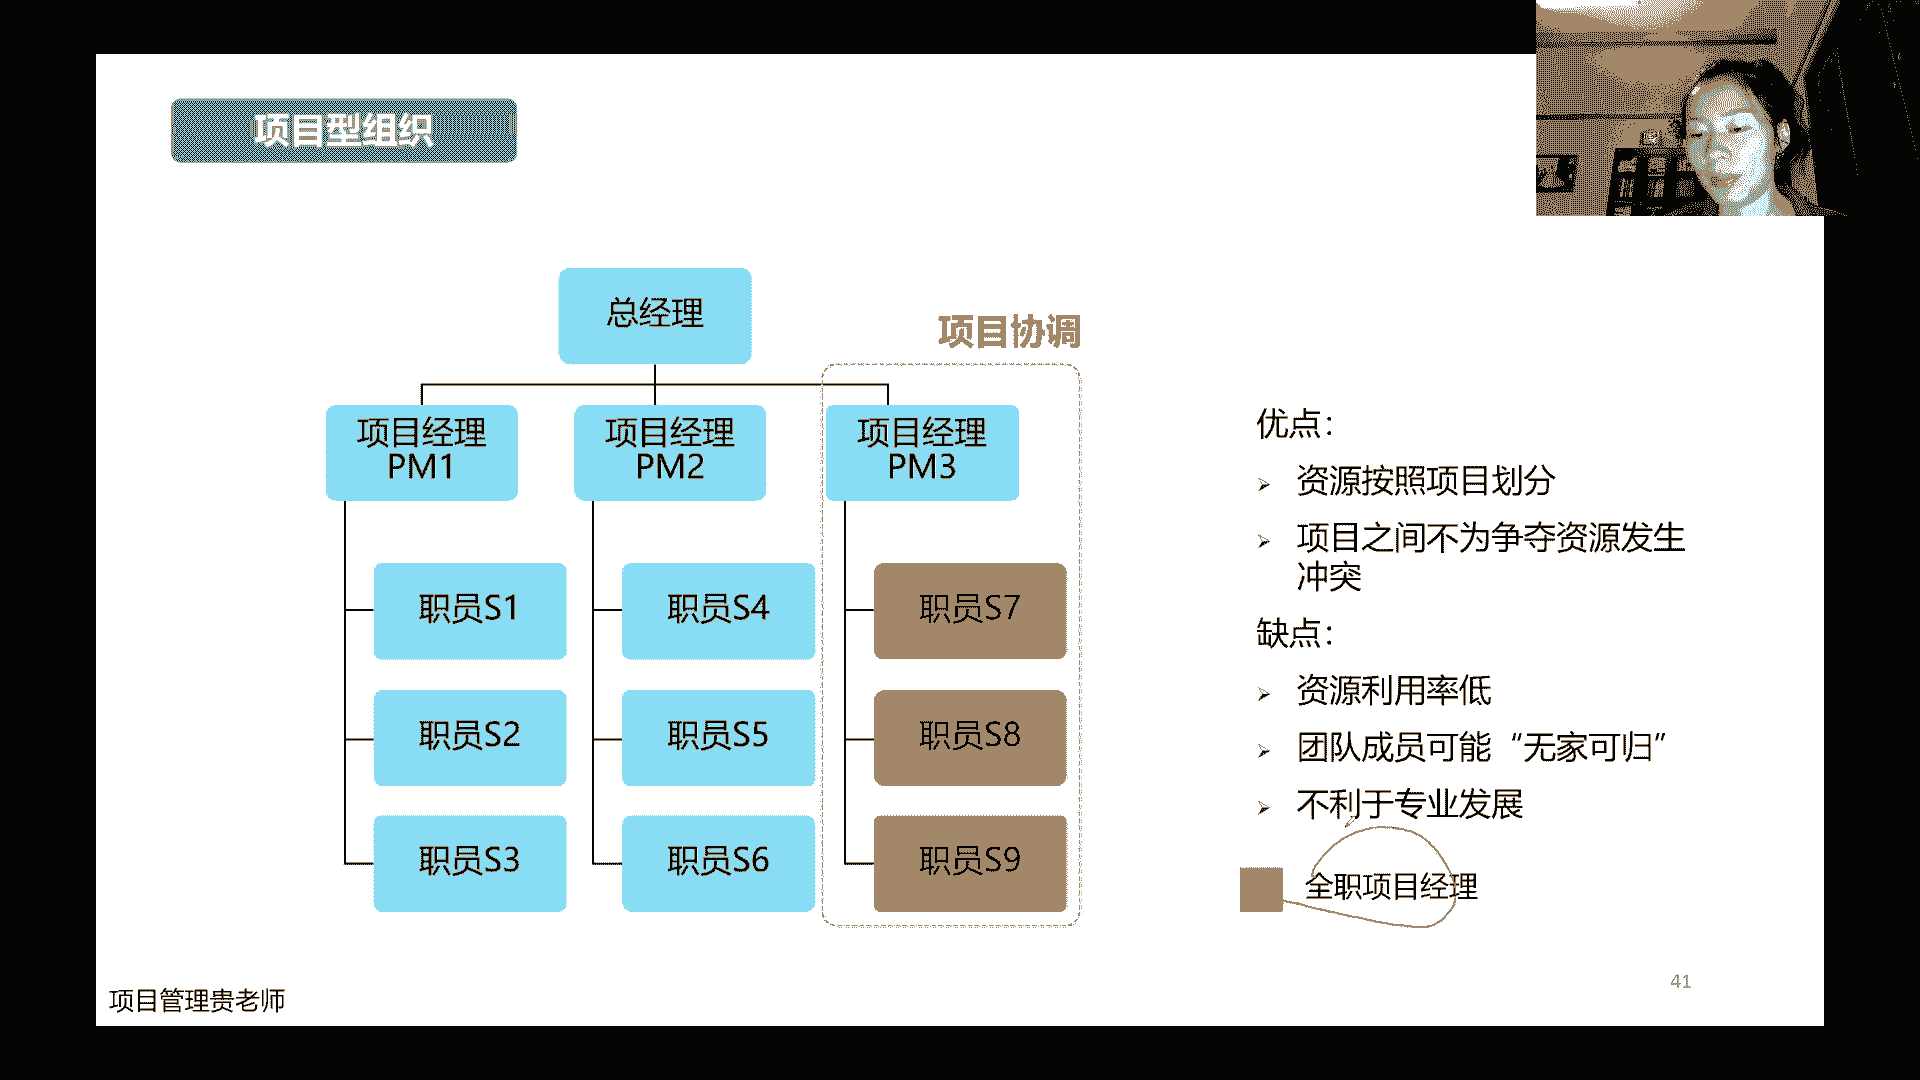 项目型组织
总经理
项目协调
项目经理
PM1
项目经理
PM2
项目经理
PM3
职员S1
职员S4
职员S7
职员S2
职员S5
职员S8
职员S3
职员S6
职员S9
优点：
资源按照项目划分
项目之间不为争夺资源发生
冲突
缺点：
资源利用率低
团队成员可能“无家可归”
不利于专业发展
全职项目经理
41
项目管理贵老师